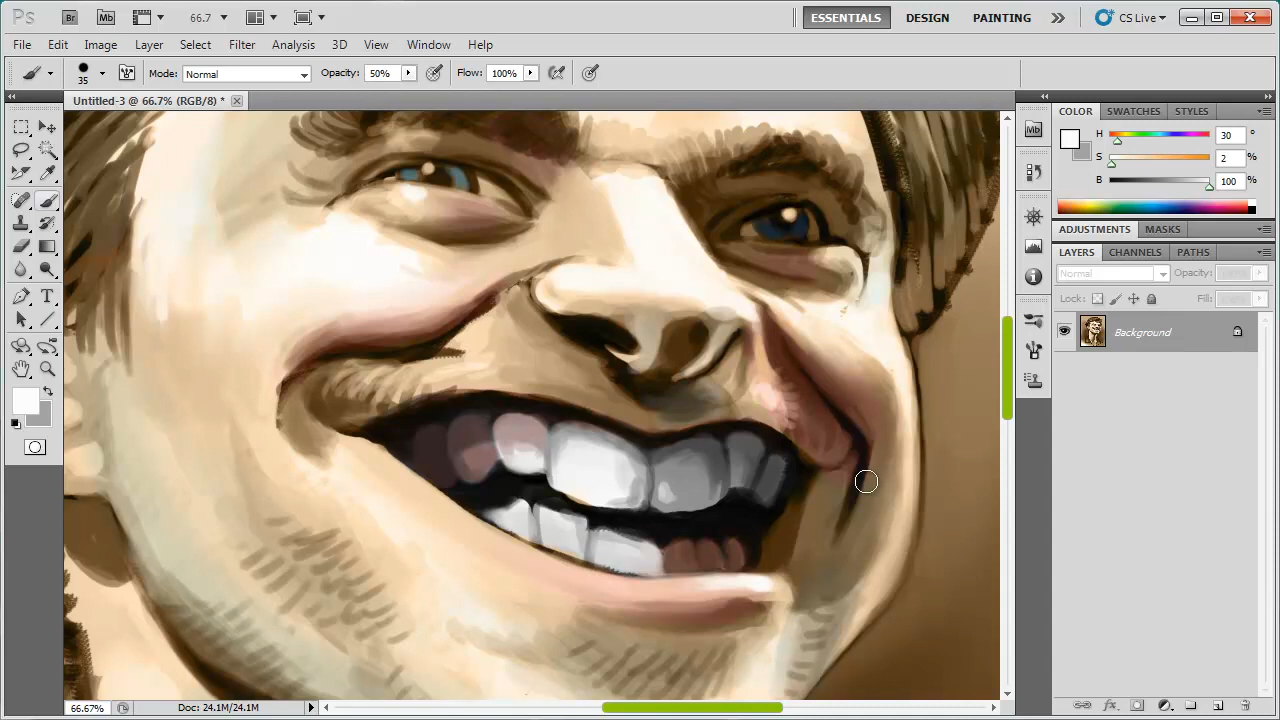 Ps Br Mb 66.7 ESSENTIALS DESIGN PAINTING CS Live
File Edit Image Layer Select Filter Analysis 3D View Window Help
35 Mode: Normal Opacity: 50% Flow: 100%
Untitled-3 @ 66.7% (RGB/8) *
COLOR SWATCHES STYLES
Mb
H 30 °
S 2 %
B 100 %
ADJUSTMENTS MASKS
LAYERS CHANNELS PATHS
Normal Opacity:
Lock: Fill:
Background
66.67% Doc: 24.1M/24.1M